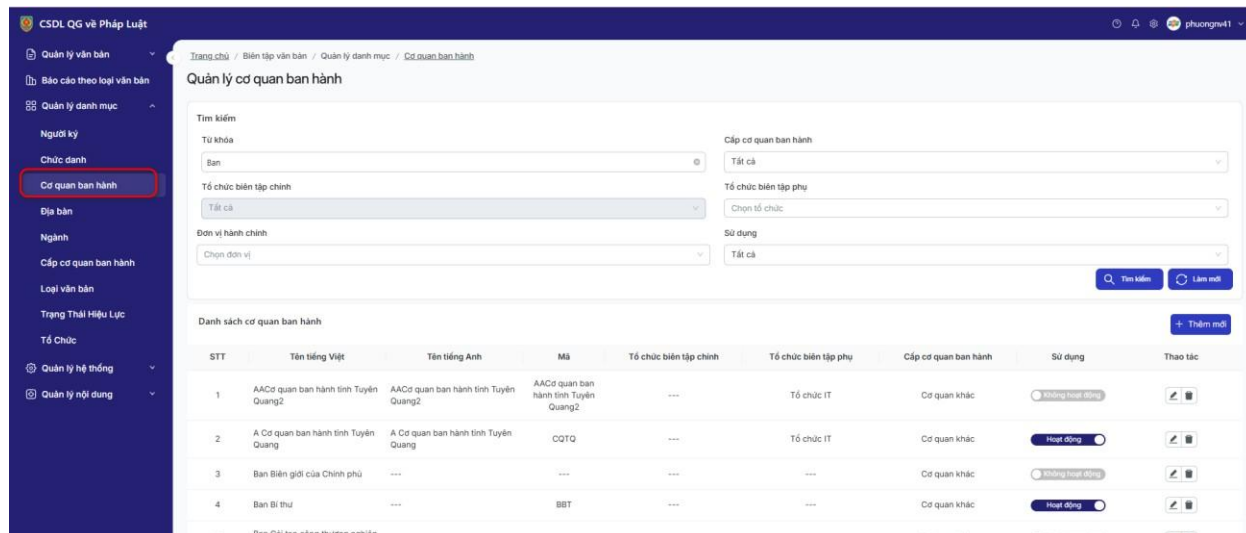 CSDL QG về Pháp Luật
phuongnv41
Quản lý văn bản
Báo cáo theo loại văn bản
Quản lý danh mục
Người ký
Chức danh
Cơ quan ban hành
Địa bàn
Ngành
Cấp cơ quan ban hành
Loại văn bản
Trạng Thái Hiệu Lực
Tổ Chức
Quản lý hệ thống
Quản lý nội dung
Trang chủ / Biên tập văn bản / Quản lý danh mục / Cơ quan ban hành
Quản lý cơ quan ban hành
Tìm kiếm
Từ khóa
Cấp cơ quan ban hành
Ban
Tất cả
Tổ chức biên tập chính
Tổ chức biên tập phụ
Tất cả
Chọn tổ chức
Đơn vị hành chính
Sử dụng
Chọn đơn vị
Tất cả
Tìm kiếm
Làm mới
Danh sách cơ quan ban hành
+ Thêm mới
STT Tên tiếng Việt Tên tiếng Anh Mã Tổ chức biên tập chính Tổ chức biên tập phụ Cấp cơ quan ban hành Sử dụng Thao tác
1 AACơ quan ban hành tỉnh Tuyên Quang2 AACơ quan ban hành tỉnh Tuyên Quang2 AACơ quan ban hành tỉnh Tuyên Quang2 --- Tổ chức IT Cơ quan khác Không hoạt động
2 A Cơ quan ban hành tỉnh Tuyên Quang A Cơ quan ban hành tỉnh Tuyên Quang CQTQ --- Tổ chức IT Cơ quan khác Hoạt động
3 Ban Biên giới của Chính phủ --- --- --- --- Cơ quan khác Không hoạt động
4 Ban Bí thư --- BBT --- --- Cơ quan khác Hoạt động